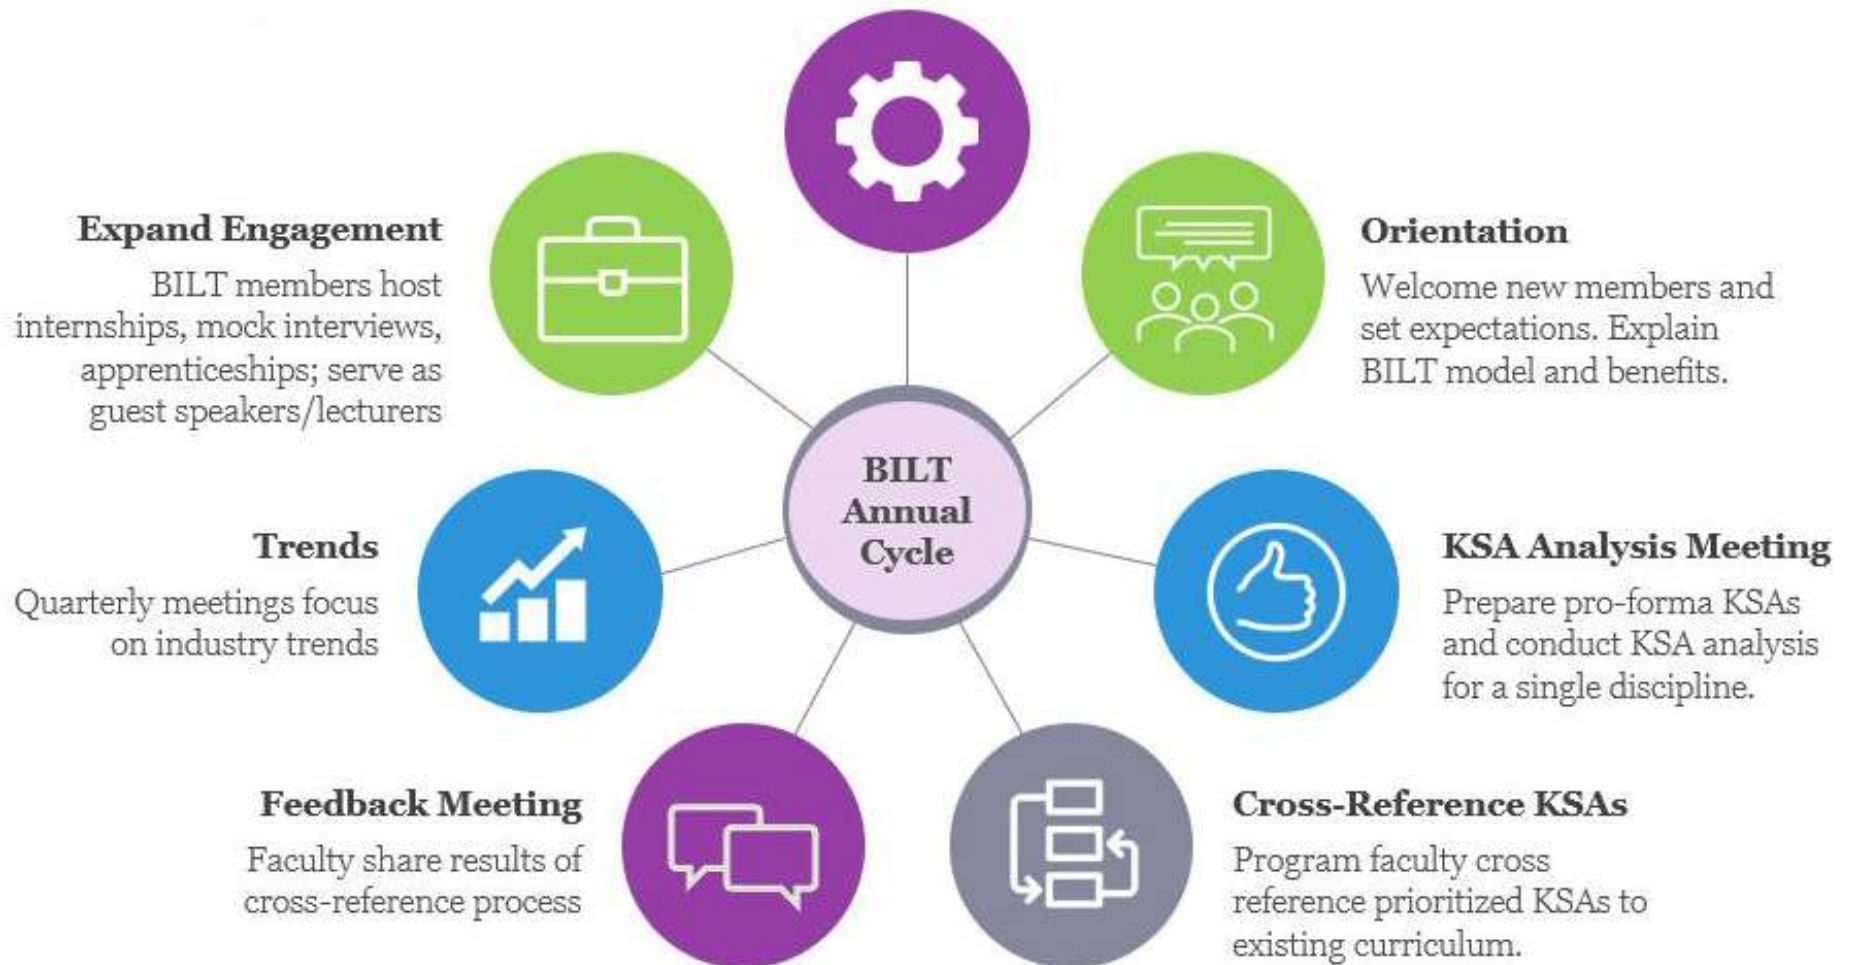 BILT
Annual
Cycle
Orientation
Welcome new members and
set expectations. Explain
BILT model and benefits.
KSA Analysis Meeting
Prepare pro-forma KSAs
and conduct KSA analysis
for a single discipline.
Cross-Reference KSAs
Program faculty cross
reference prioritized KSAs to
existing curriculum.
Feedback Meeting
Faculty share results of
cross-reference process
Trends
Quarterly meetings focus
on industry trends
Expand Engagement
BILT members host
internships, mock interviews,
apprenticeships; serve as
guest speakers/lecturers